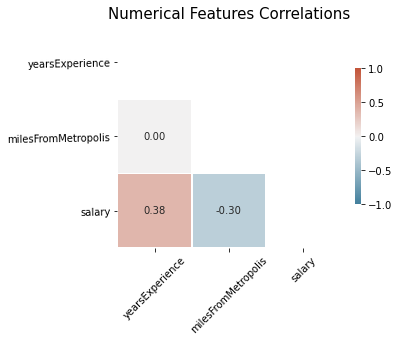 Numerical Features Correlations
yearsExperience
milesFromMetropolis
salary
0.00
0.38
-0.30
yearsExperience
milesFromMetropolis
salary
1.0
0.5
0.0
−0.5
−1.0